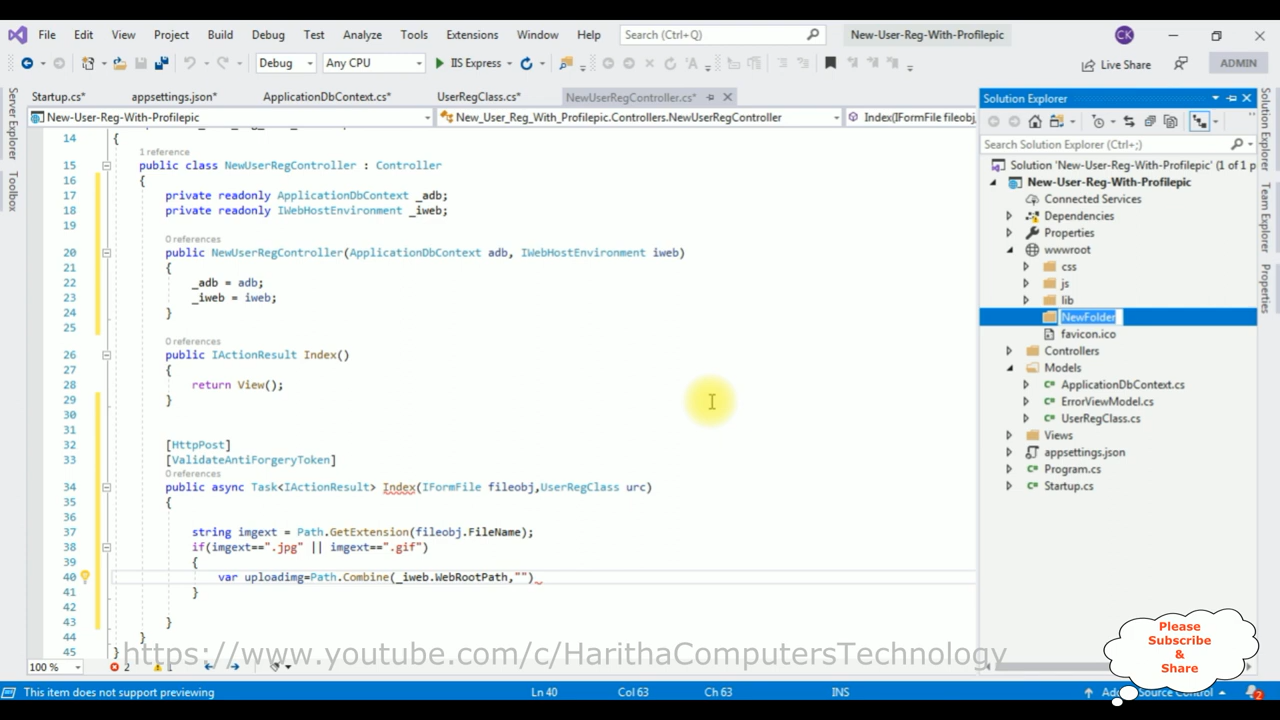 File Edit View Project Build Debug Test Analyze Tools Extensions Window Help Search (Ctrl+Q) New-User-Reg-With-Profilepic CK
Debug Any CPU IIS Express Live Share ADMIN
Startup.cs* appsettings.json* ApplicationDbContext.cs* UserRegClass.cs* NewUserRegController.cs*
New-User-Reg-With-Profilepic New_User_Reg_With_Profilepic.Controllers.NewUserRegController Index(IFormFile fileobj,
Server Explorer
Toolbox
14 {
1 reference
15 public class NewUserRegController : Controller
16 {
17 private readonly ApplicationDbContext _adb;
18 private readonly IWebHostEnvironment _iweb;
19
0 references
20 public NewUserRegController(ApplicationDbContext adb, IWebHostEnvironment iweb)
21 {
22 _adb = adb;
23 _iweb = iweb;
24 }
25
0 references
26 public IActionResult Index()
27 {
28 return View();
29 }
30
31
32 [HttpPost]
33 [ValidateAntiForgeryToken]
0 references
34 public async Task<IActionResult> Index(IFormFile fileobj,UserRegClass urc)
35 {
36
37 string imgext = Path.GetExtension(fileobj.FileName);
38 if(imgext==".jpg" || imgext==".gif")
39 {
40 var uploadimg=Path.Combine(_iweb.WebRootPath,"")
41 }
42
43 }
44 }
45 }
100 % 2 1
https://www.youtube.com/c/HarithaComputersTechnology
Solution Explorer
Search Solution Explorer (Ctrl+;)
Solution 'New-User-Reg-With-Profilepic' (1 of 1 p
New-User-Reg-With-Profilepic
Connected Services
Dependencies
Properties
wwwroot
css
js
lib
NewFolder
favicon.ico
Controllers
Models
ApplicationDbContext.cs
ErrorViewModel.cs
UserRegClass.cs
Views
appsettings.json
Program.cs
Startup.cs
Solution Explorer
Team Explorer
Properties
Please
Subscribe
&
Share
This item does not support previewing Ln 40 Col 63 Ch 63 INS Add Source Control 2